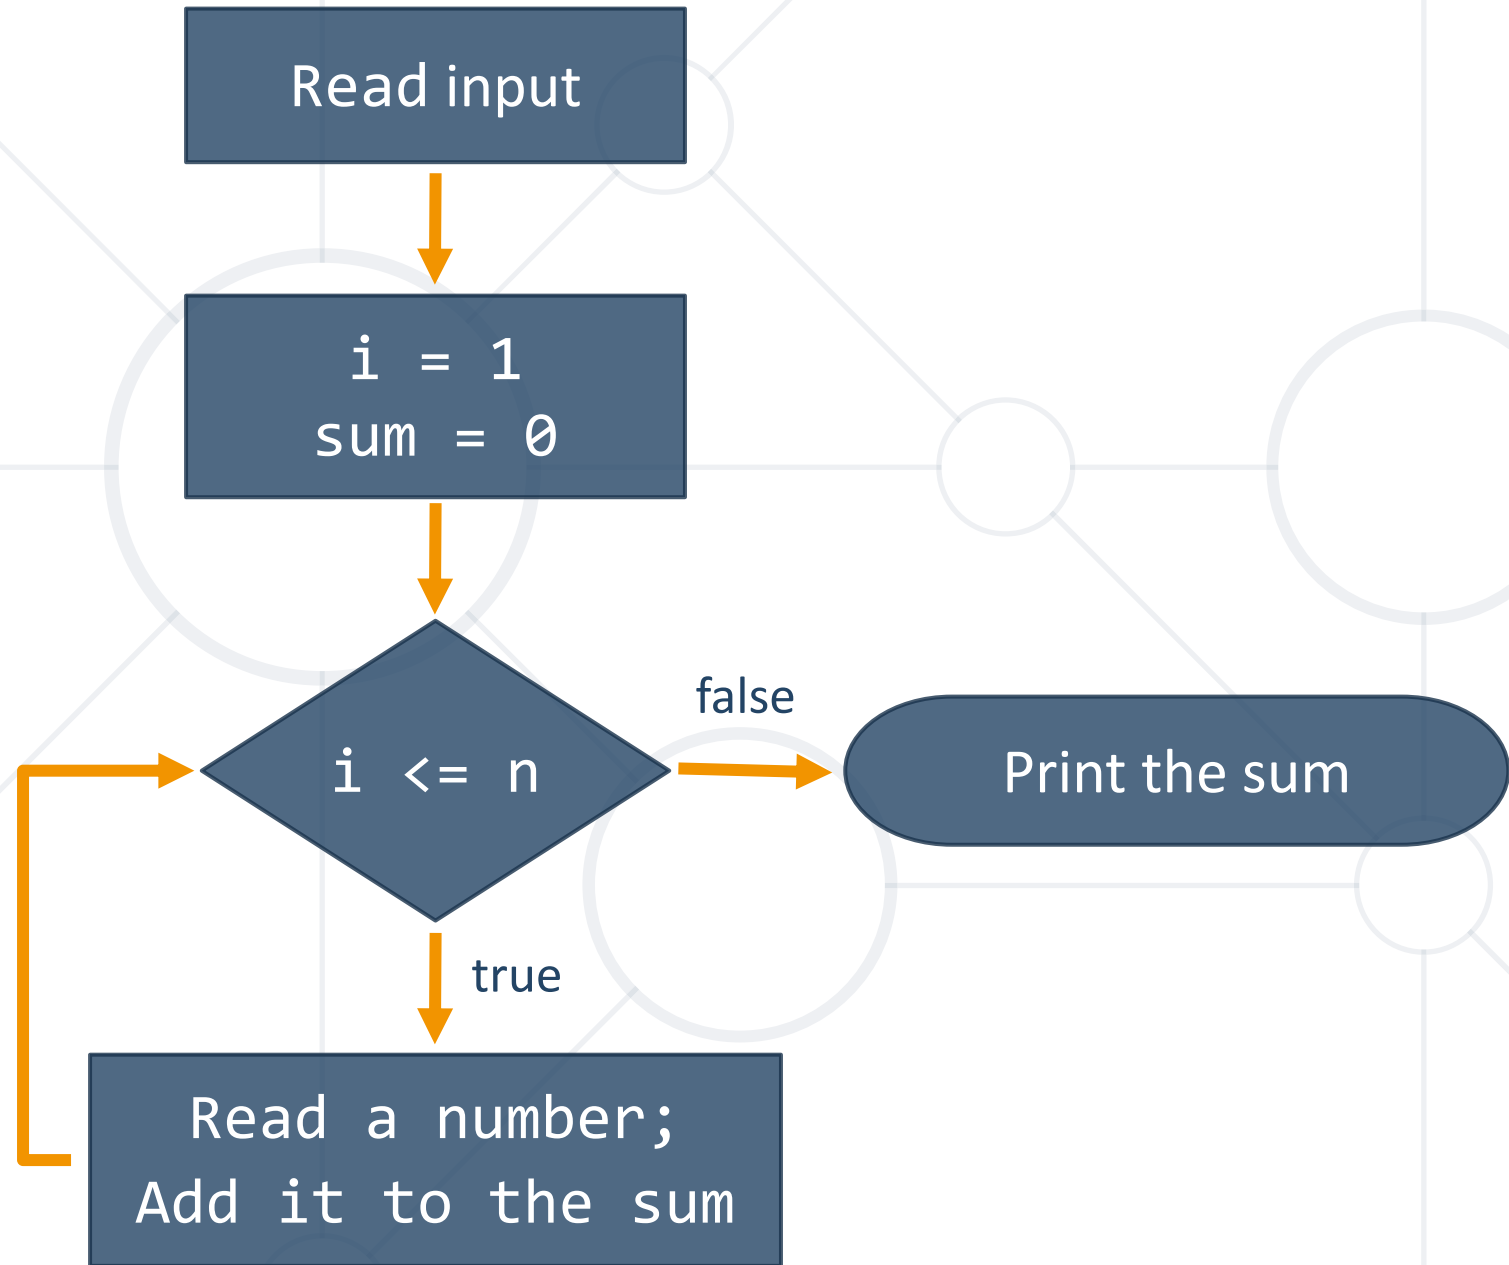 Read input
i = 1
sum = 0
i <= n
false
Print the sum
true
Read a number;
Add it to the sum